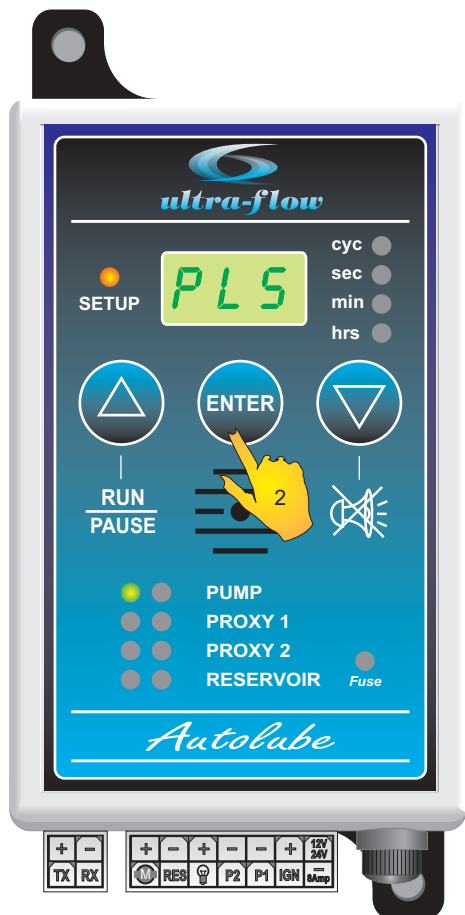 ultra-flow
cyc
sec
min
hrs
SETUP
PLS
ENTER
2
RUN
PAUSE
PUMP
PROXY 1
PROXY 2
RESERVOIR
Fuse
Autolube
+ - + - + - - + 12V 24V
TX RX M RES P2 P1 IGN - 8Amp